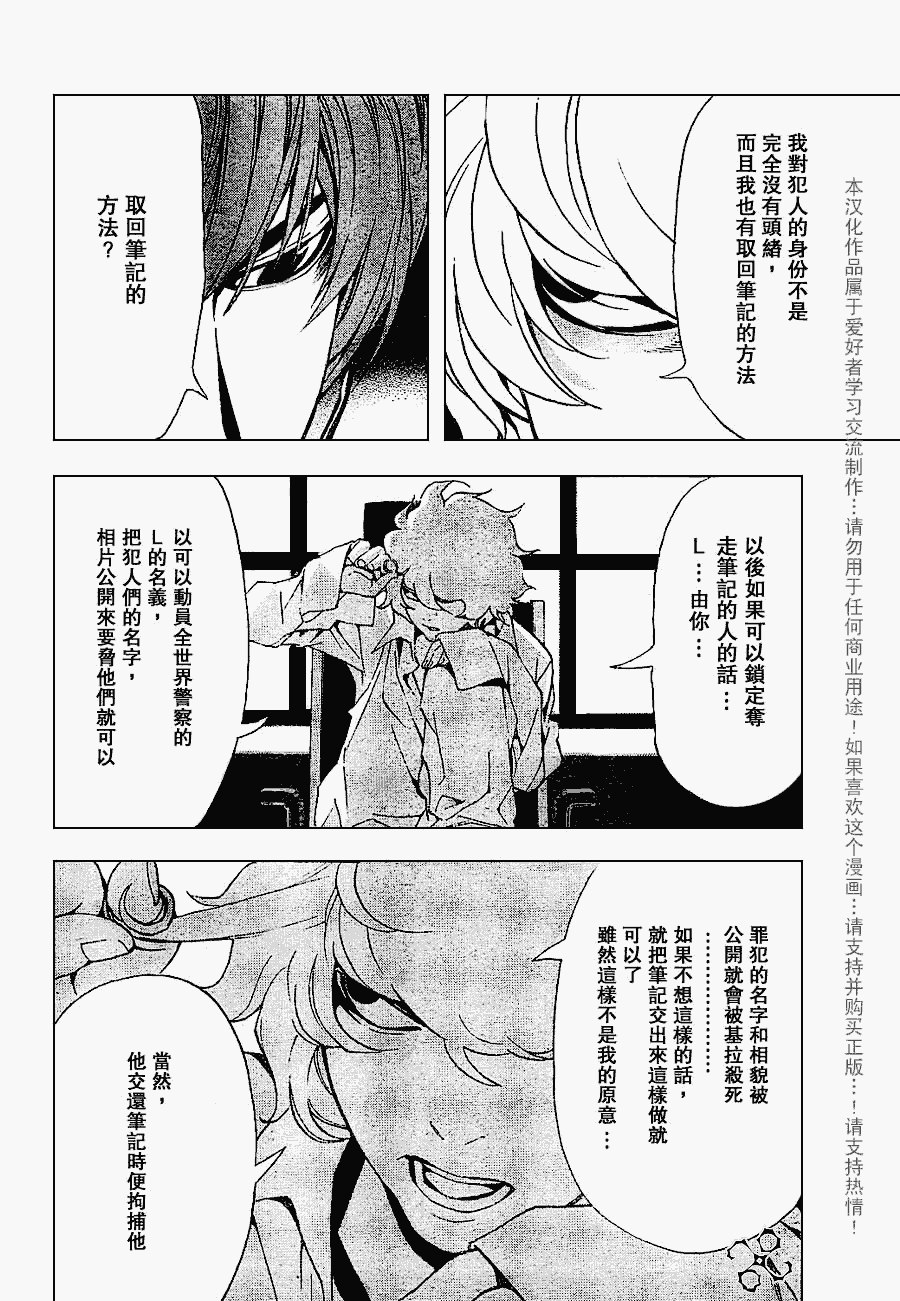 我對犯人的身份不是
完全沒有頭緒，
而且我也有取回筆記的方法
取回筆記的
方法？
以後如果可以鎖定奪
走筆記的人的話…
L…由你…
以可以動員全世界警察的
L的名義，
把犯人們的名字，
相片公開來要脅他們就可以
罪犯的名字和相貌被
公開就會被基拉殺死
………………
如果不想這樣的話，
就把筆記交出來這樣做就
可以了
雖然這樣不是我的原意…
當然，
他交還筆記時便拘捕他
本汉化作品属于爱好者学习交流制作…请勿用于任何商业用途！如果喜欢这个漫画…请支持并购买正版…！请支持热情！